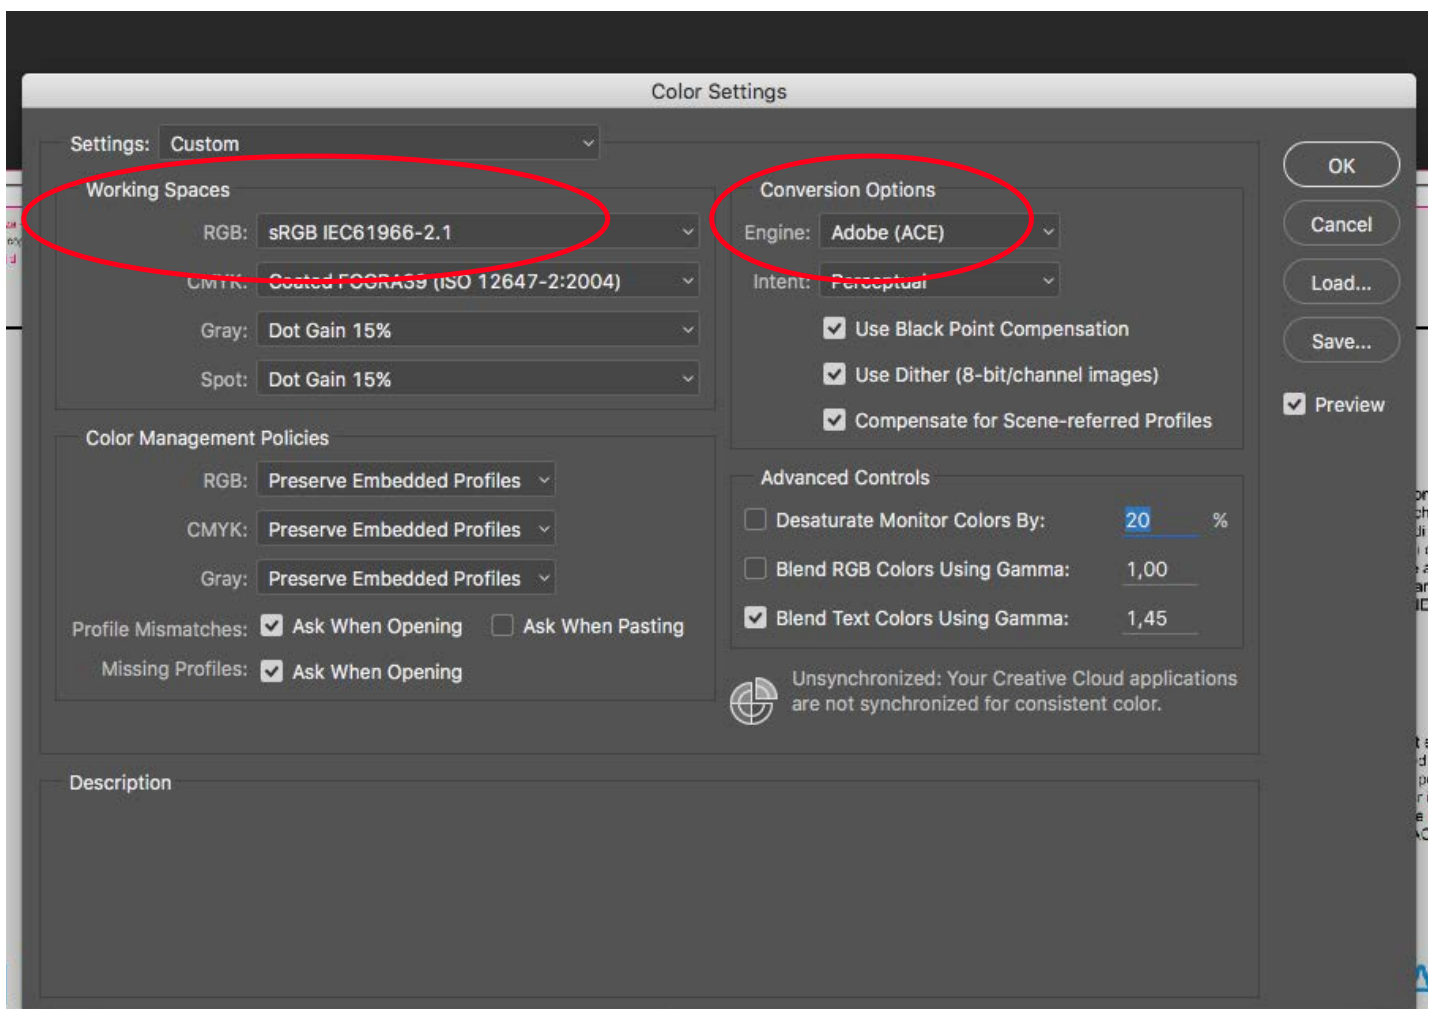 Color Settings
Settings: Custom
Working Spaces
RGB: sRGB IEC61966-2.1
CMYK: Coated FOGRA39 (ISO 12647-2:2004)
Gray: Dot Gain 15%
Spot: Dot Gain 15%
Color Management Policies
RGB: Preserve Embedded Profiles
CMYK: Preserve Embedded Profiles
Gray: Preserve Embedded Profiles
Profile Mismatches: Ask When Opening Ask When Pasting
Missing Profiles: Ask When Opening
Conversion Options
Engine: Adobe (ACE)
Intent: Perceptual
Use Black Point Compensation
Use Dither (8-bit/channel images)
Compensate for Scene-referred Profiles
Advanced Controls
Desaturate Monitor Colors By: 20 %
Blend RGB Colors Using Gamma: 1,00
Blend Text Colors Using Gamma: 1,45
Unsynchronized: Your Creative Cloud applications
are not synchronized for consistent color.
OK
Cancel
Load...
Save...
Preview
Description